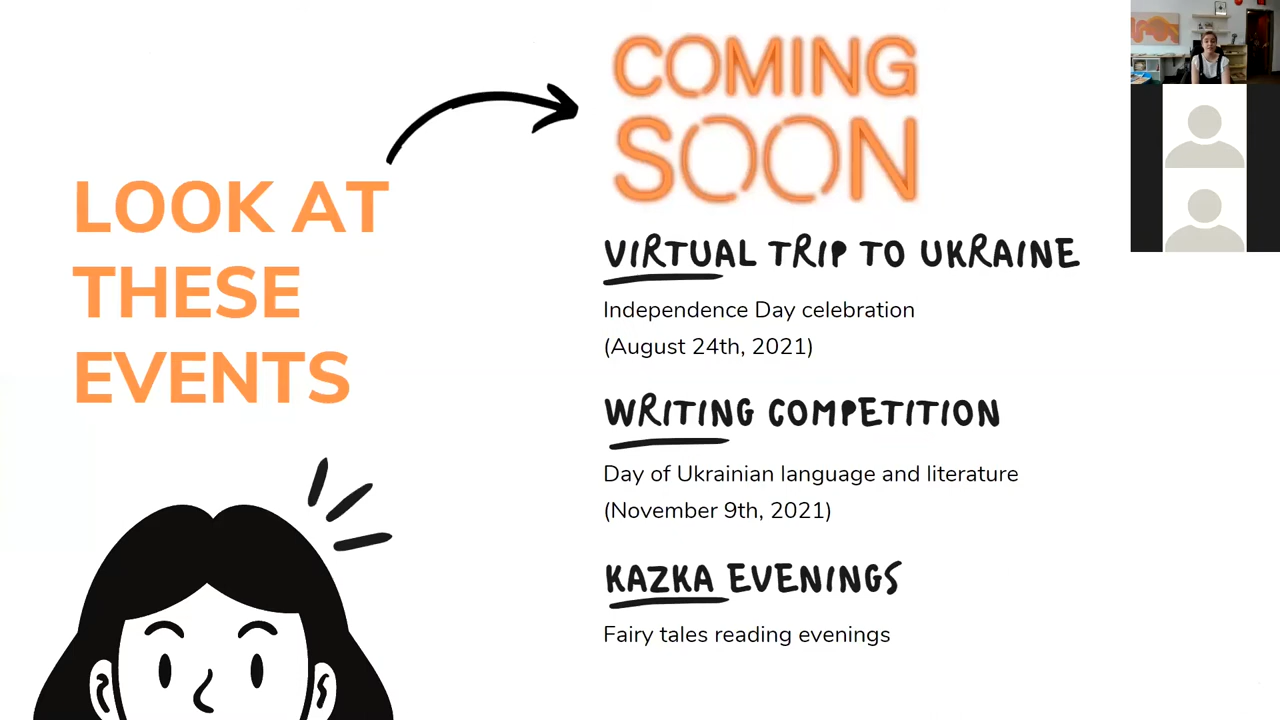 LOOK AT
THESE
EVENTS
COMING
SOON
VIRTUAL TRIP TO UKRAINE
Independence Day celebration
(August 24th, 2021)
WRITING COMPETITION
Day of Ukrainian language and literature
(November 9th, 2021)
KAZKA EVENINGS
Fairy tales reading evenings